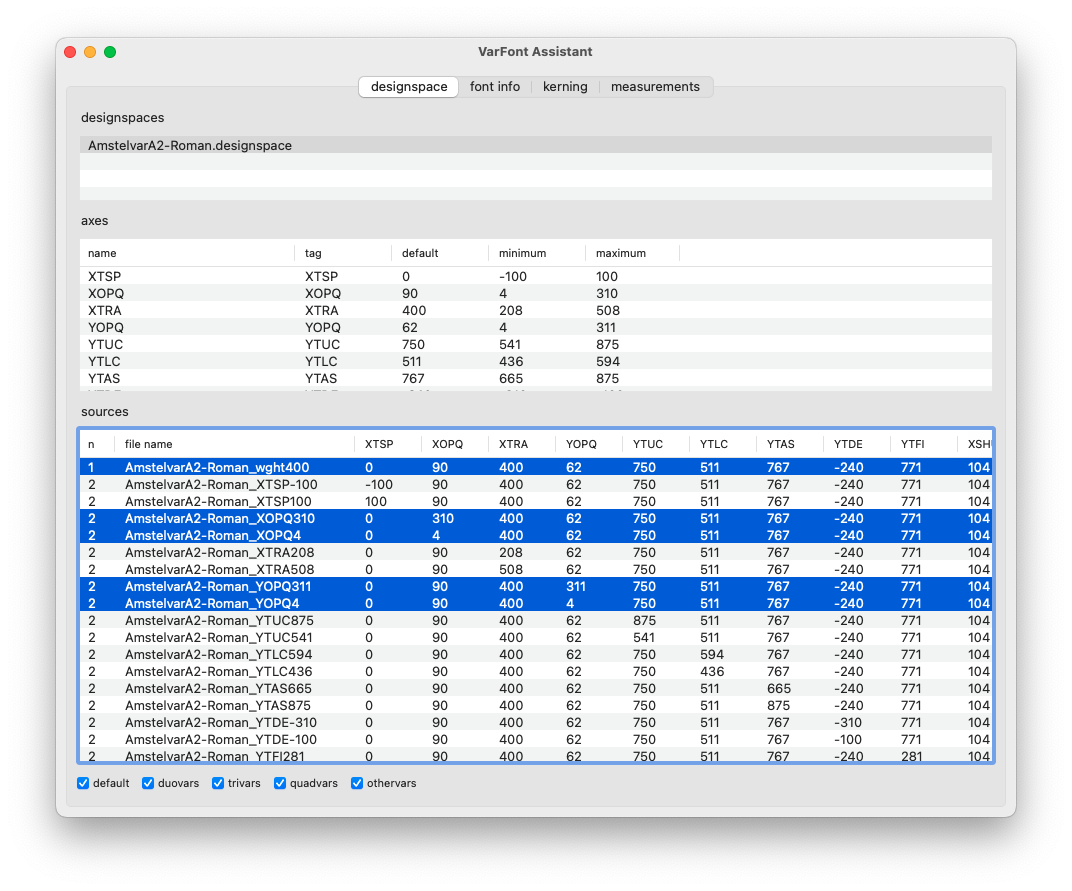 VarFont Assistant
designspace font info kerning measurements
designspaces
AmstelvarA2-Roman.designspace
axes
name tag default minimum maximum
XTSP XTSP 0 -100 100
XOPQ XOPQ 90 4 310
XTRA XTRA 400 208 508
YOPQ YOPQ 62 4 311
YTUC YTUC 750 541 875
YTLC YTLC 511 436 594
YTAS YTAS 767 665 875
sources
n file name XTSP XOPQ XTRA YOPQ YTUC YTLC YTAS YTDE YTFI XSH
1 AmstelvarA2-Roman_wght400 0 90 400 62 750 511 767 -240 771 104
2 AmstelvarA2-Roman_XTSP-100 -100 90 400 62 750 511 767 -240 771 104
2 AmstelvarA2-Roman_XTSP100 100 90 400 62 750 511 767 -240 771 104
2 AmstelvarA2-Roman_XOPQ310 0 310 400 62 750 511 767 -240 771 104
2 AmstelvarA2-Roman_XOPQ4 0 4 400 62 750 511 767 -240 771 104
2 AmstelvarA2-Roman_XTRA208 0 90 208 62 750 511 767 -240 771 104
2 AmstelvarA2-Roman_XTRA508 0 90 508 62 750 511 767 -240 771 104
2 AmstelvarA2-Roman_YOPQ311 0 90 400 311 750 511 767 -240 771 104
2 AmstelvarA2-Roman_YOPQ4 0 90 400 4 750 511 767 -240 771 104
2 AmstelvarA2-Roman_YTUC875 0 90 400 62 875 511 767 -240 771 104
2 AmstelvarA2-Roman_YTUC541 0 90 400 62 541 511 767 -240 771 104
2 AmstelvarA2-Roman_YTLC594 0 90 400 62 750 594 767 -240 771 104
2 AmstelvarA2-Roman_YTLC436 0 90 400 62 750 436 767 -240 771 104
2 AmstelvarA2-Roman_YTAS665 0 90 400 62 750 511 665 -240 771 104
2 AmstelvarA2-Roman_YTAS875 0 90 400 62 750 511 875 -240 771 104
2 AmstelvarA2-Roman_YTDE-310 0 90 400 62 750 511 767 -310 771 104
2 AmstelvarA2-Roman_YTDE-100 0 90 400 62 750 511 767 -100 771 104
2 AmstelvarA2-Roman_YTFI281 0 90 400 62 750 511 767 -240 281 104
default duovars trivars quadvars othervars